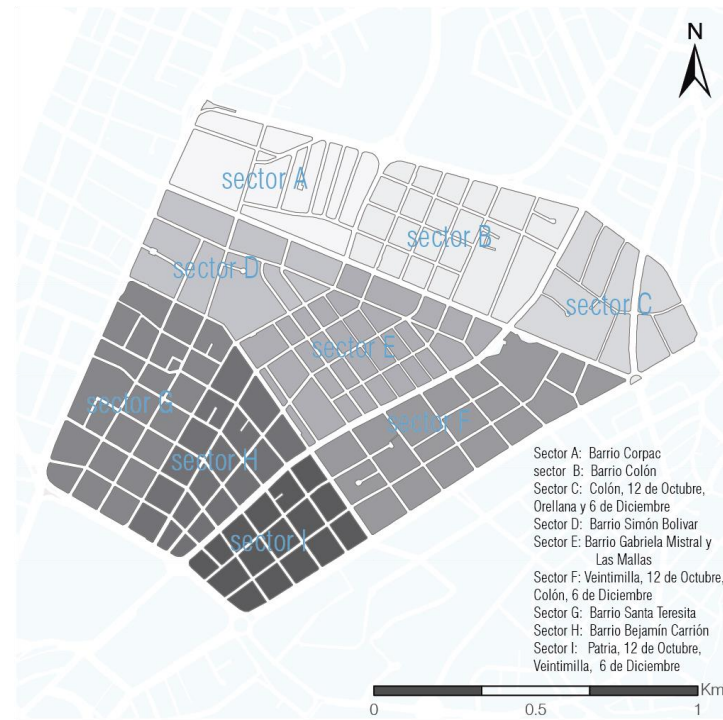 N
sector A
sector B
sector D
sector C
sector E
sector G
sector F
sector H
sector I
Sector A: Barrio Corpac
sector B: Barrio Colón
Sector C: Colón, 12 de Octubre,
Orellana y 6 de Diciembre
Sector D: Barrio Simón Bolivar
Sector E: Barrio Gabriela Mistral y
Las Mallas
Sector F: Veintimilla, 12 de Octubre,
Colón, 6 de Diciembre
Sector G: Barrio Santa Teresita
Sector H: Barrio Bejamín Carrión
Sector I: Patria, 12 de Octubre,
Veintimilla, 6 de Diciembre
Km
0 0.5 1